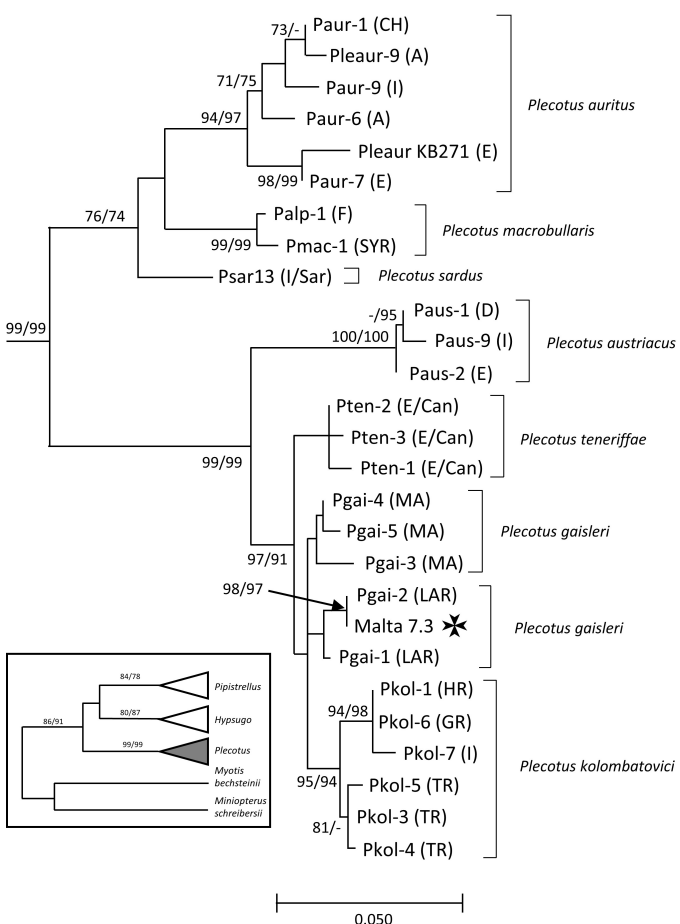 73/-
Paur-1 (CH)
Pleaur-9 (A)
71/75
Paur-9 (I)
Plecotus auritus
94/97
Paur-6 (A)
Pleaur KB271 (E)
98/99
Paur-7 (E)
76/74
Palp-1 (F)
Plecotus macrobullaris
99/99
Pmac-1 (SYR)
Psar13 (I/Sar)
Plecotus sardus
99/99
-/95
Paus-1 (D)
100/100
Paus-9 (I)
Plecotus austriacus
Paus-2 (E)
Pten-2 (E/Can)
Pten-3 (E/Can)
Plecotus teneriffae
99/99
Pten-1 (E/Can)
Pgai-4 (MA)
Pgai-5 (MA)
Plecotus gaisleri
97/91
Pgai-3 (MA)
98/97
Pgai-2 (LAR)
Malta 7.3
Plecotus gaisleri
Pgai-1 (LAR)
94/98
Pkol-1 (HR)
Pkol-6 (GR)
Pkol-7 (I)
Plecotus kolombatovici
95/94
Pkol-5 (TR)
Pkol-3 (TR)
81/-
Pkol-4 (TR)
84/78
Pipistrellus
86/91
80/87
Hypsugo
99/99
Plecotus
Myotis
bechsteinii
Miniopterus
schreibersii
0.050